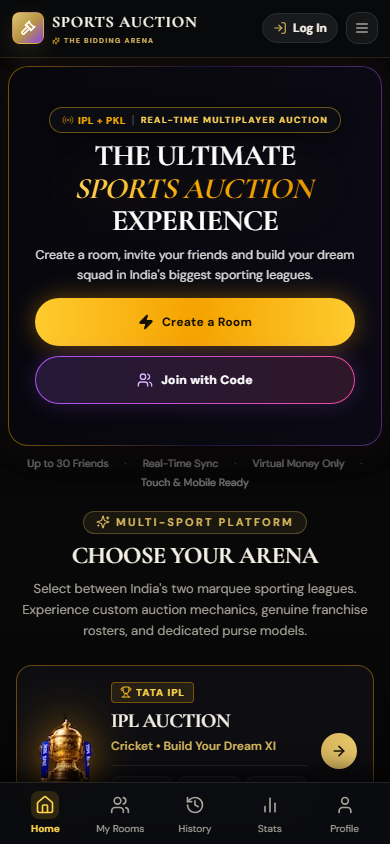 SPORTS AUCTION
THE BIDDING ARENA
Log In
IPL + PKL | REAL-TIME MULTIPLAYER AUCTION
THE ULTIMATE
SPORTS AUCTION
EXPERIENCE
Create a room, invite your friends and build your dream
squad in India's biggest sporting leagues.
Create a Room
Join with Code
Up to 30 Friends · Real-Time Sync · Virtual Money Only ·
Touch & Mobile Ready
MULTI-SPORT PLATFORM
CHOOSE YOUR ARENA
Select between India's two marquee sporting leagues.
Experience custom auction mechanics, genuine franchise
rosters, and dedicated purse models.
TATA IPL
IPL AUCTION
Cricket • Build Your Dream XI
Home
My Rooms
History
Stats
Profile